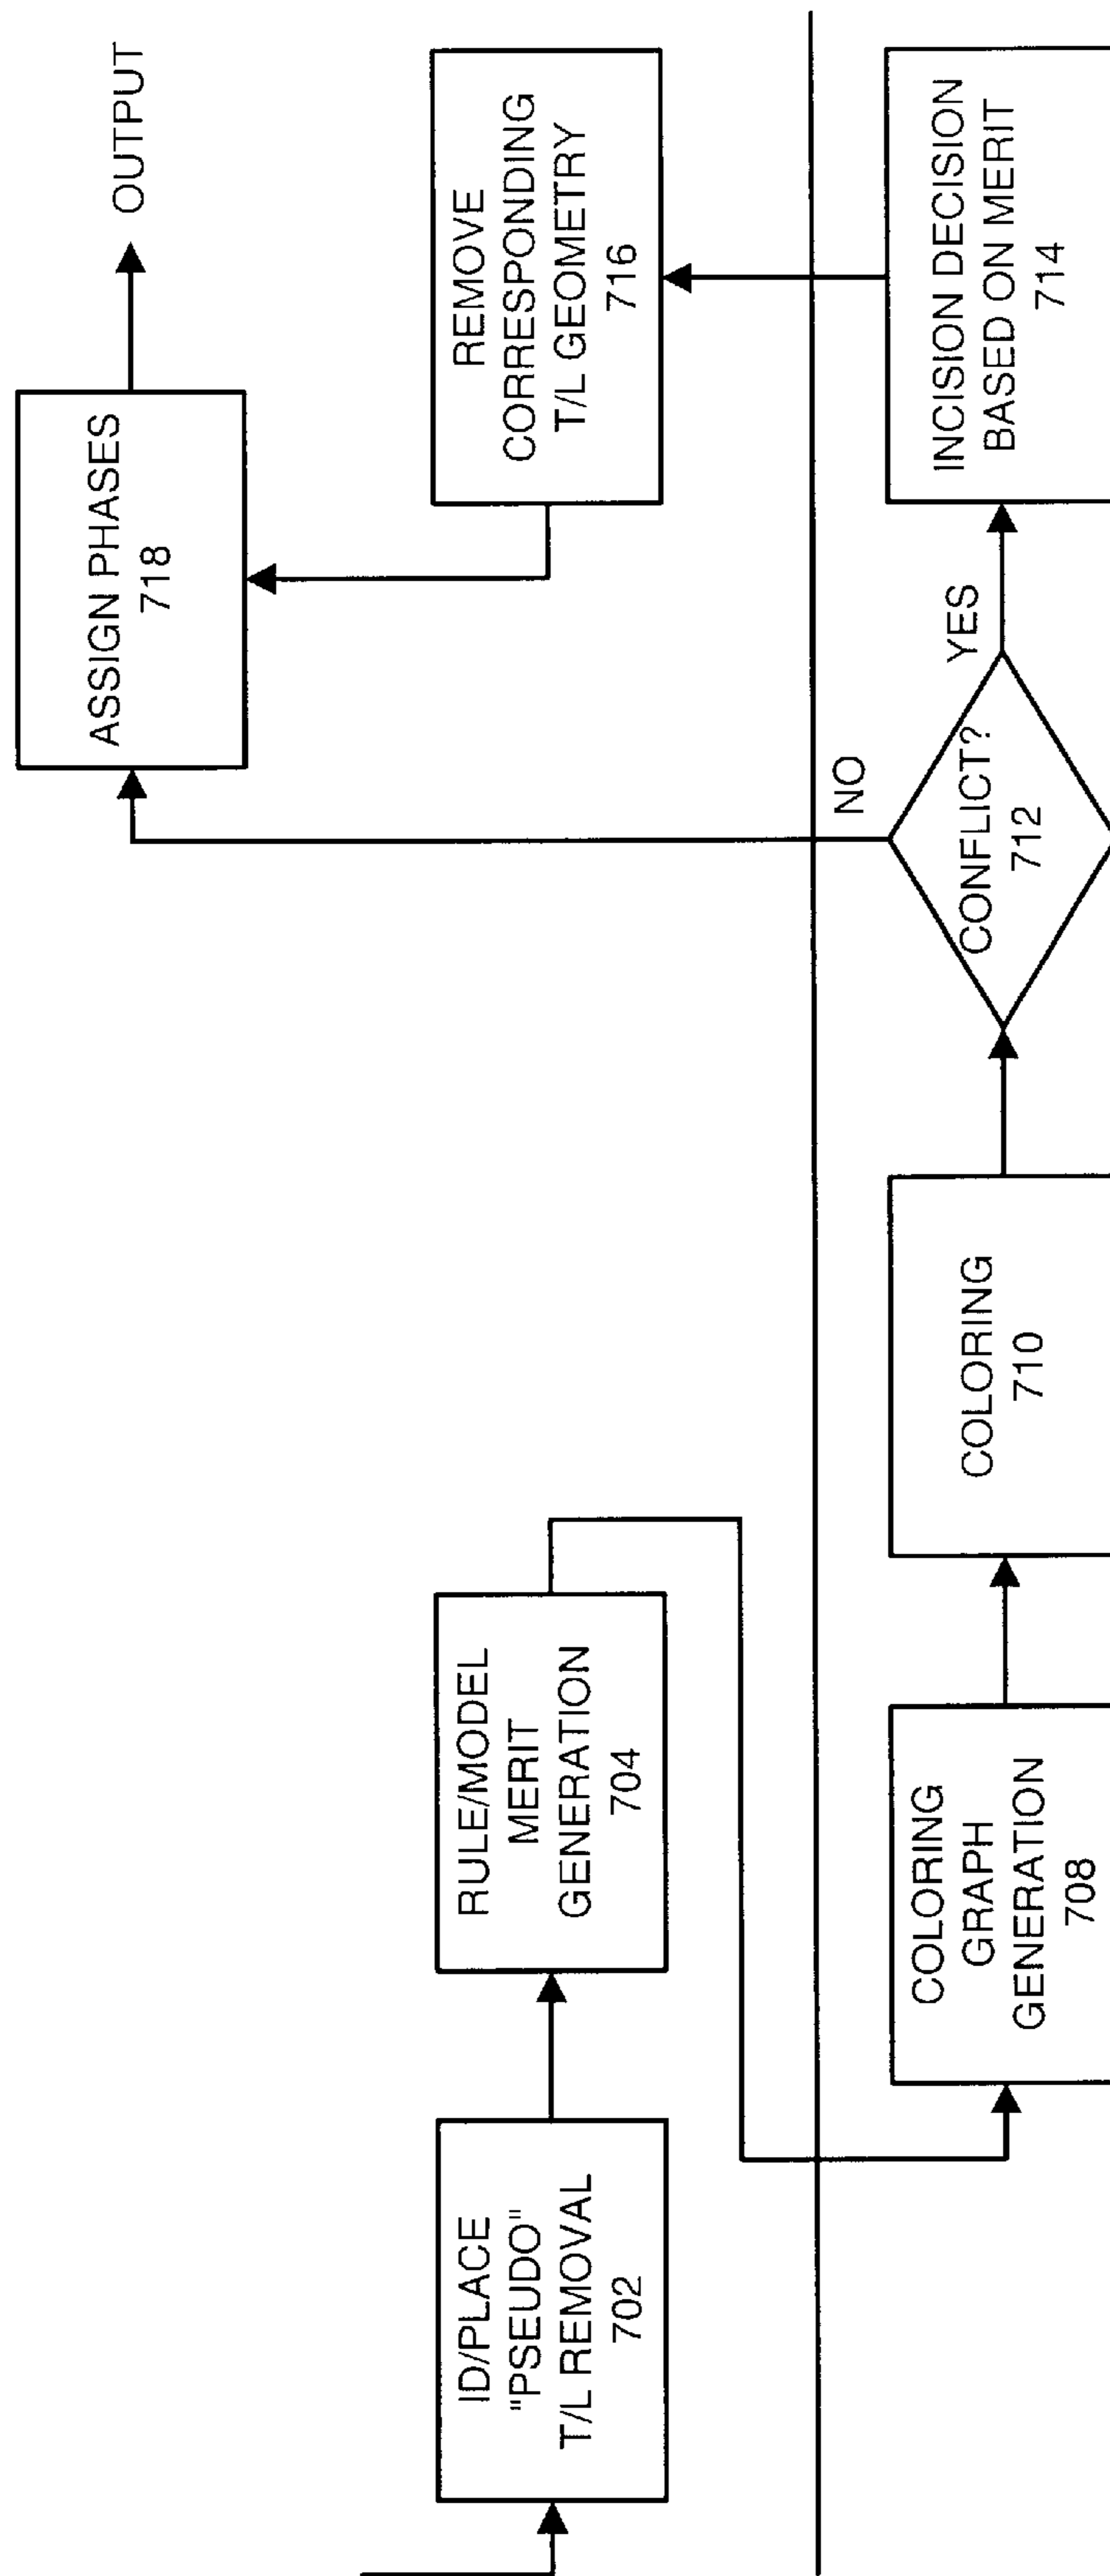 ASSIGN PHASES
718
OUTPUT
ID/PLACE
"PSEUDO"
T/L REMOVAL
702
RULE/MODEL
MERIT
GENERATION
704
REMOVE
CORRESPONDING
T/L GEOMETRY
716
COLORING
GRAPH
GENERATION
708
COLORING
710
CONFLICT?
712
NO
YES
INCISION DECISION
BASED ON MERIT
714